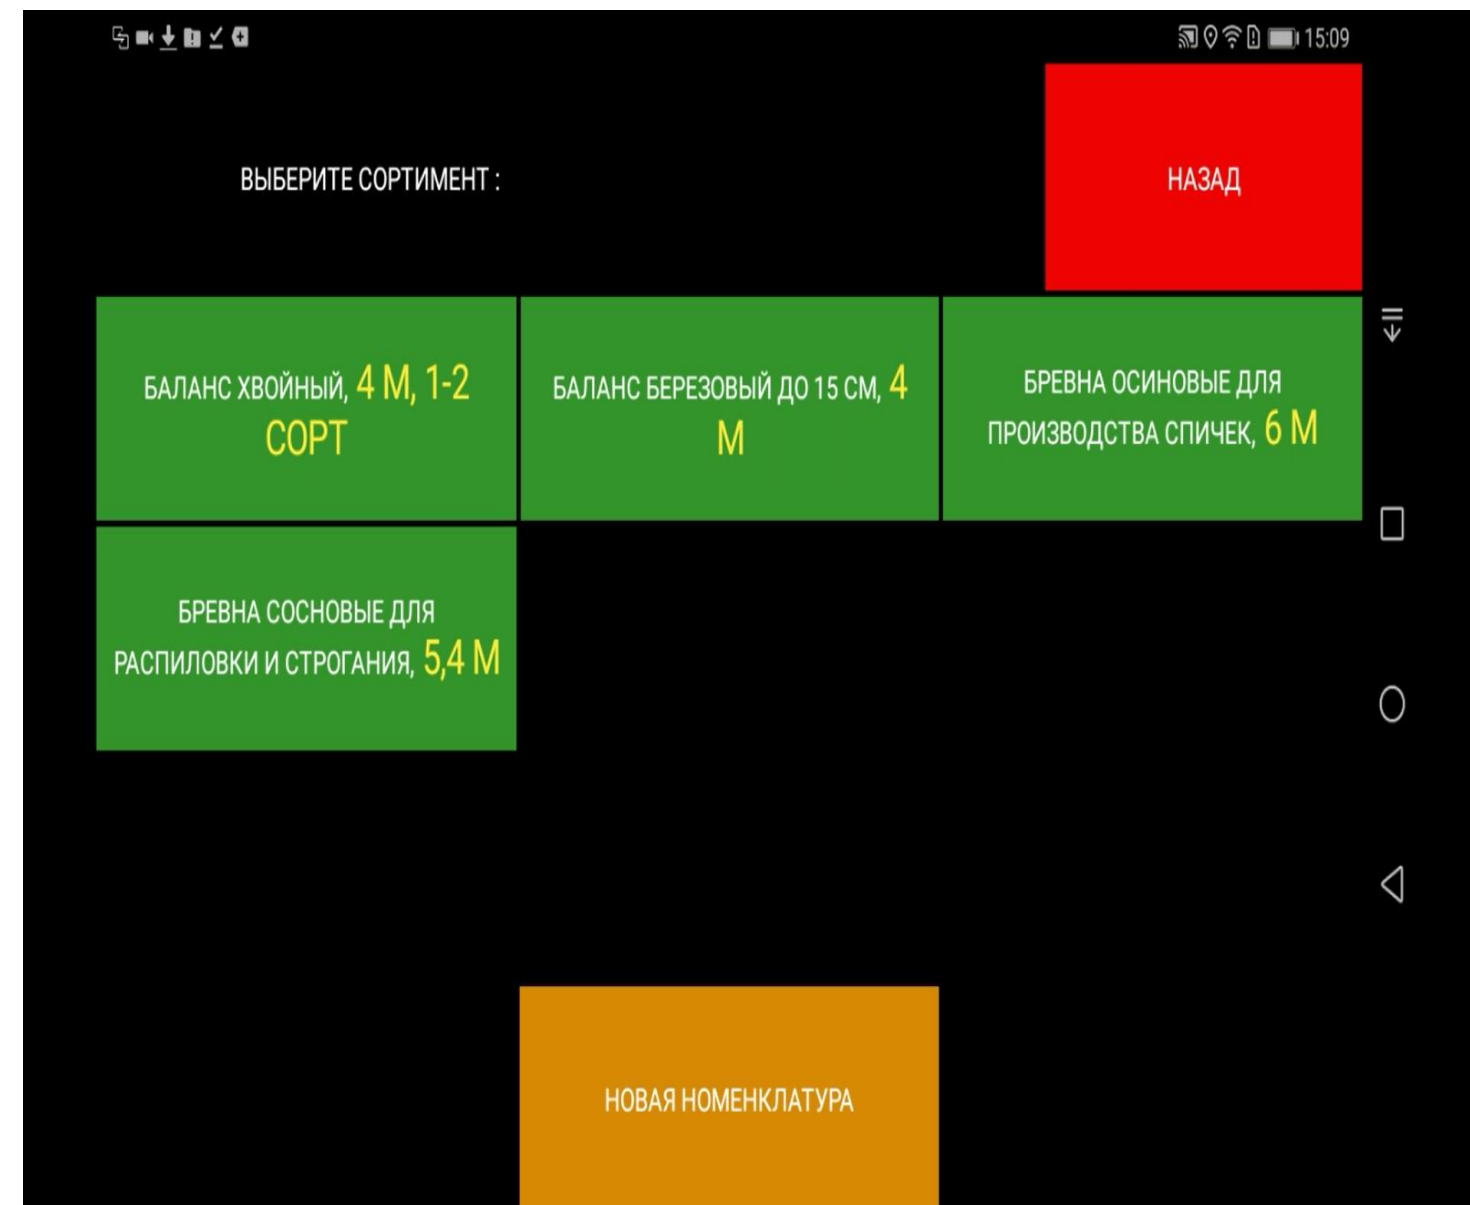 15:09
ВЫБЕРИТЕ СОРТИМЕНТ :
НАЗАД
БАЛАНС ХВОЙНЫЙ, 4 М, 1-2
СОРТ
БАЛАНС БЕРЕЗОВЫЙ ДО 15 СМ, 4
М
БРЕВНА ОСИНОВЫЕ ДЛЯ
ПРОИЗВОДСТВА СПИЧЕК, 6 М
БРЕВНА СОСНОВЫЕ ДЛЯ
РАСПИЛОВКИ И СТРОГАНИЯ, 5,4 М
НОВАЯ НОМЕНКЛАТУРА